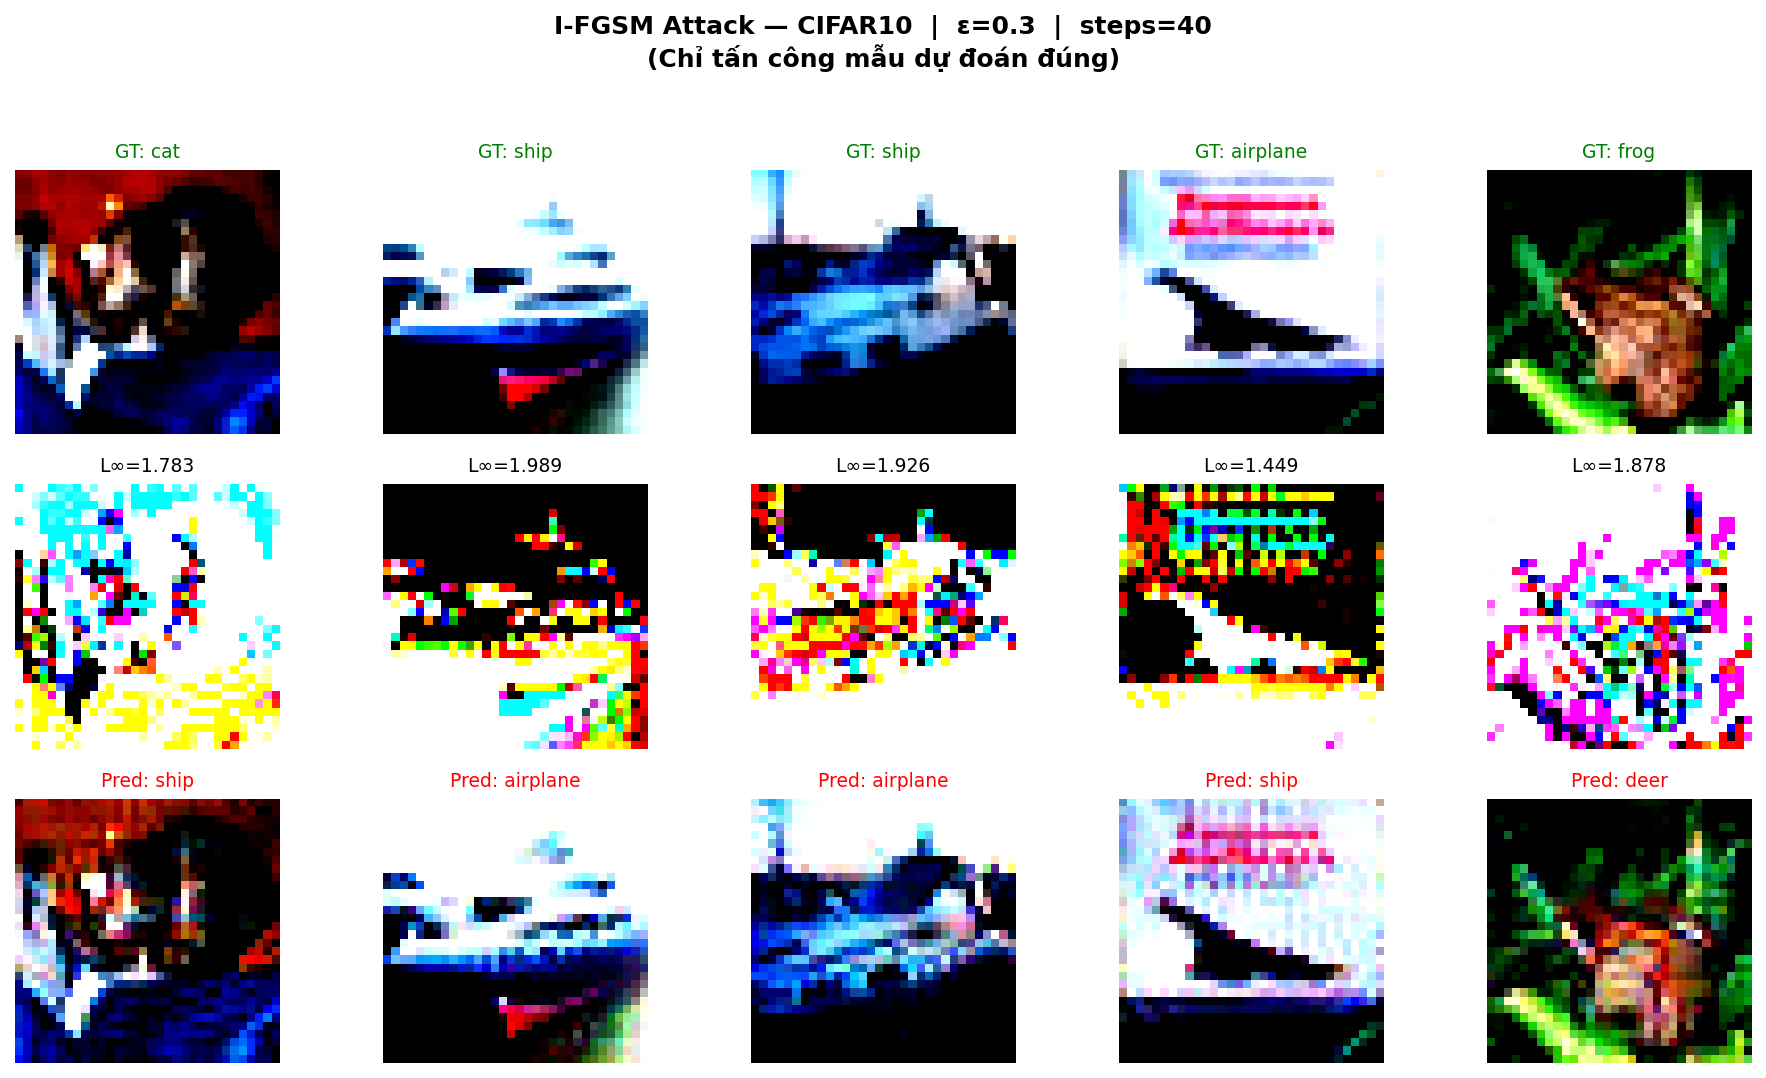 I-FGSM Attack — CIFAR10 | ε=0.3 | steps=40
(Chỉ tấn công mẫu dự đoán đúng)
GT: cat
GT: ship
GT: ship
GT: airplane
GT: frog
L∞=1.783
L∞=1.989
L∞=1.926
L∞=1.449
L∞=1.878
Pred: ship
Pred: airplane
Pred: airplane
Pred: ship
Pred: deer